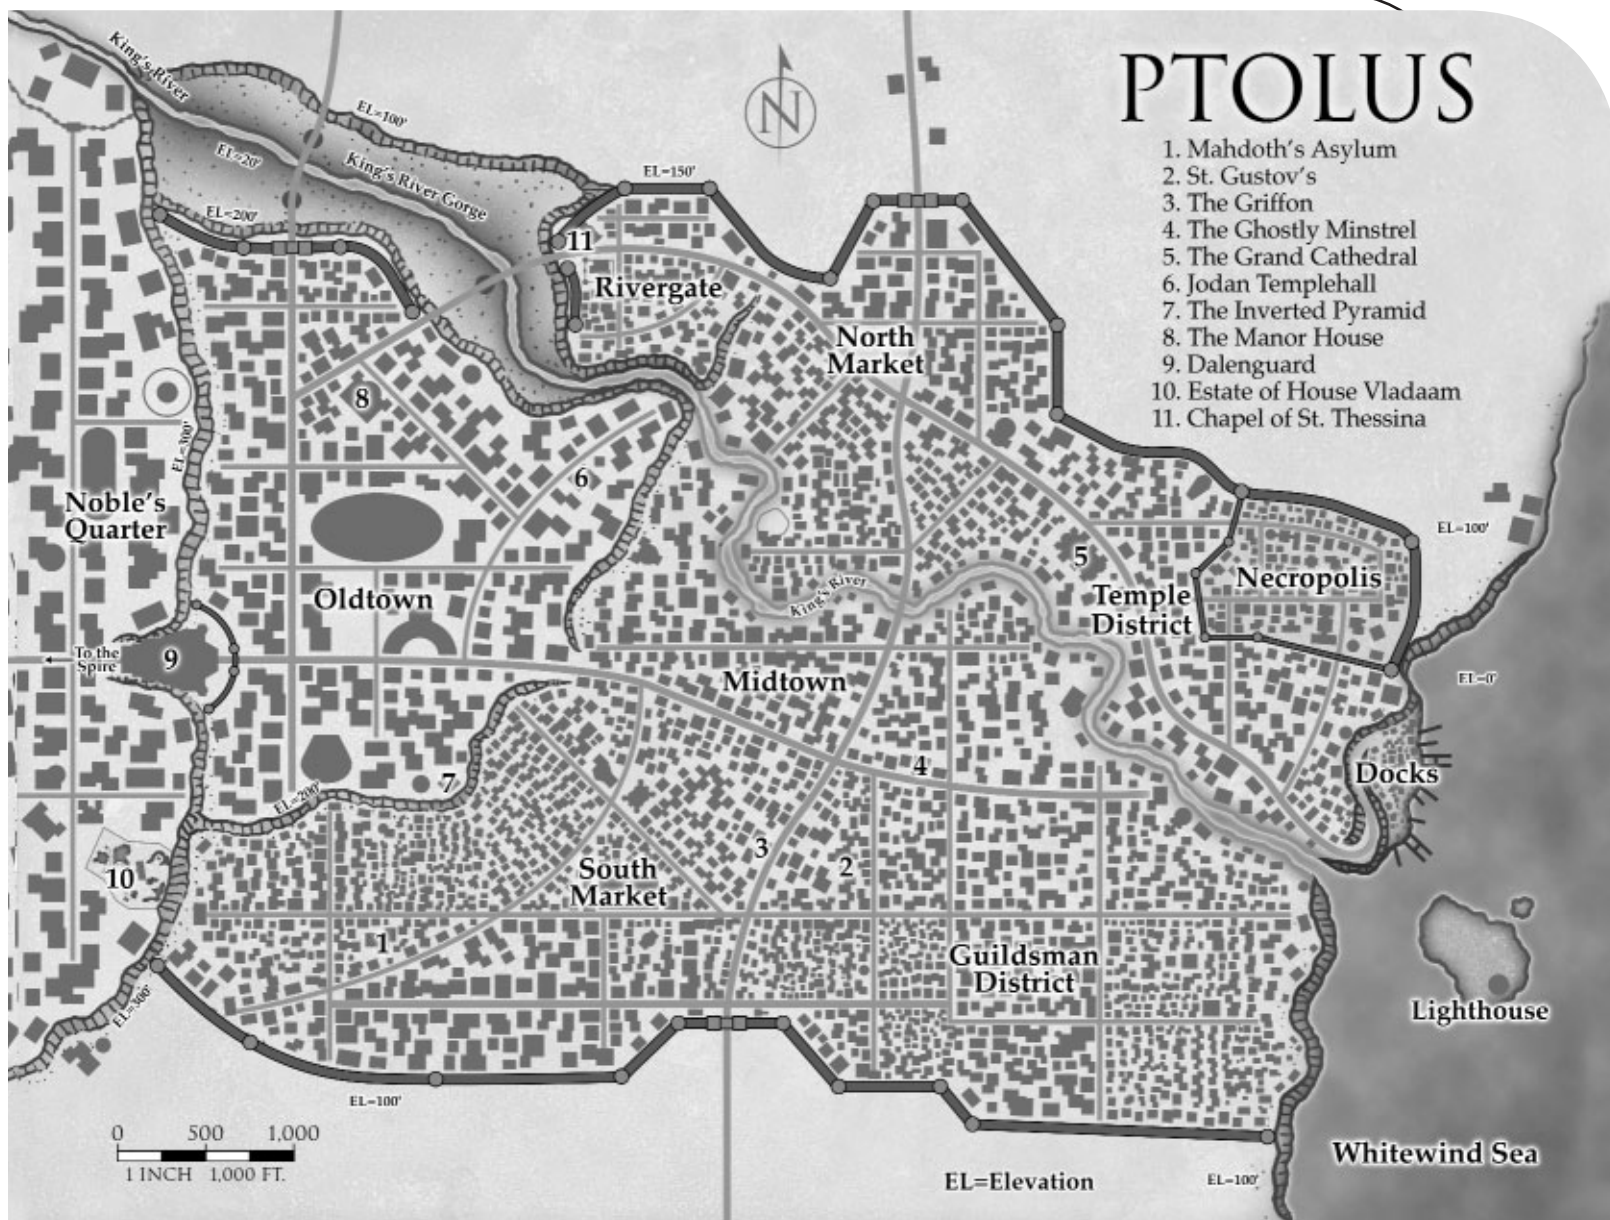 PTOLUS
1. Mahdoth's Asylum
2. St. Gustov's
3. The Griffon
4. The Ghostly Minstrel
5. The Grand Cathedral
6. Jodan Templehall
7. The Inverted Pyramid
8. The Manor House
9. Dalenguard
10. Estate of House Vladaam
11. Chapel of St. Thessina
King's River
EL=100'
N
EL=20'
King's River Gorge
EL=150'
EL=200'
11
Rivergate
North
Market
8
EL=300'
6
Noble's
Quarter
EL=100'
5
Necropolis
King's River
Oldtown
Temple
District
To the
Spire
9
EL=0'
Midtown
4
Docks
7
EL=200'
3
2
South
Market
10
1
Guildsman
District
EL=300'
Lighthouse
EL=100'
0 500 1,000
1 INCH 1,000 FT.
Whitewind Sea
EL=Elevation
EL=100'